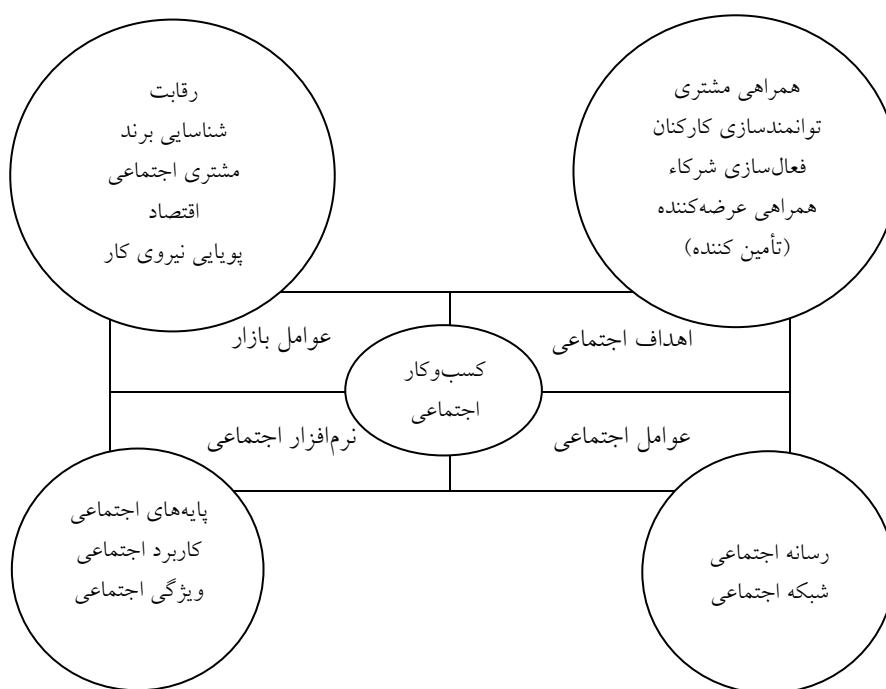 همراهی مشتری
توانمندسازی کارکنان
فعال‌سازی شرکاء
همراهی عرضه‌کننده
(تأمین کننده)
رقابت
شناسایی برند
مشتری اجتماعی
اقتصاد
پویایی نیروی کار
اهداف اجتماعی
عوامل بازار
کسب‌وکار
اجتماعی
عوامل اجتماعی
نرم‌افزار اجتماعی
رسانه اجتماعی
شبکه اجتماعی
پایه‌های اجتماعی
کاربرد اجتماعی
ویژگی اجتماعی